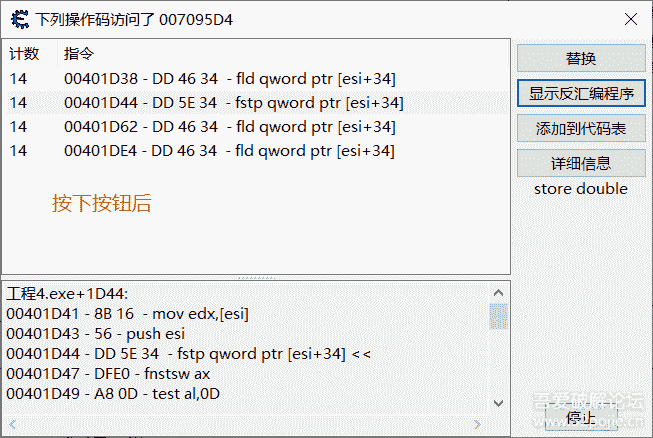 下列操作码访问了 007095D4
计数 指令
14 00401D38 - DD 46 34 - fld qword ptr [esi+34]
14 00401D44 - DD 5E 34 - fstp qword ptr [esi+34]
14 00401D62 - DD 46 34 - fld qword ptr [esi+34]
14 00401DE4 - DD 46 34 - fld qword ptr [esi+34]
按下按钮后
替换
显示反汇编程序
添加到代码表
详细信息
store double
工程4.exe+1D44:
00401D41 - 8B 16 - mov edx,[esi]
00401D43 - 56 - push esi
00401D44 - DD 5E 34 - fstp qword ptr [esi+34] <<
00401D47 - DFE0 - fnstsw ax
00401D49 - A8 0D - test al,0D
吾爱破解论坛
停止